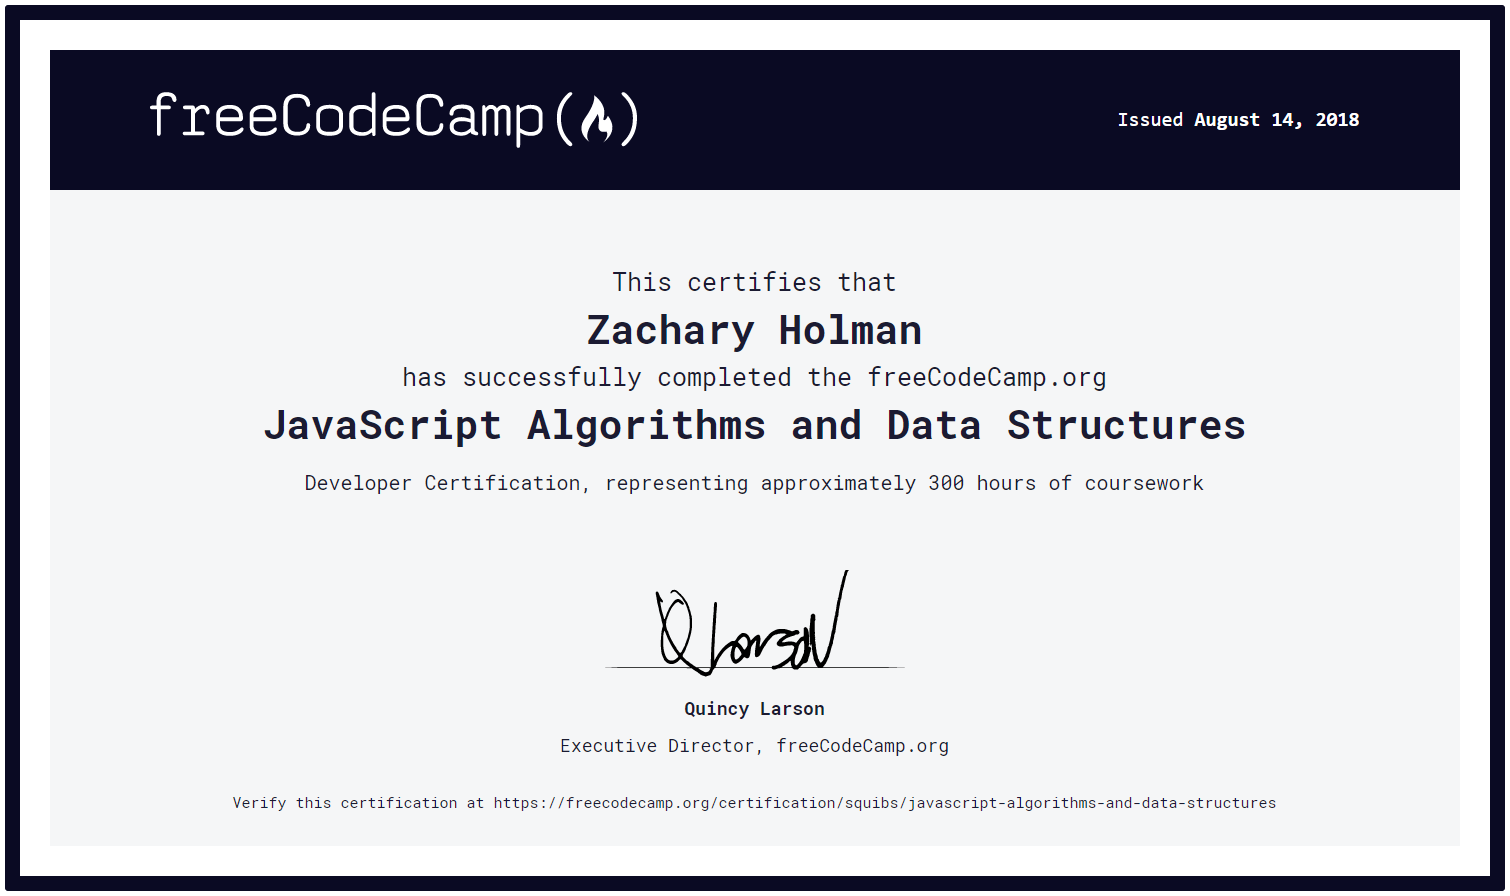 freeCodeCamp
Issued August 14, 2018
This certifies that
Zachary Holman
has successfully completed the freeCodeCamp.org
JavaScript Algorithms and Data Structures
Developer Certification, representing approximately 300 hours of coursework
Q Larson
Quincy Larson
Executive Director, freeCodeCamp.org
Verify this certification at https://freecodecamp.org/certification/squibs/javascript-algorithms-and-data-structures